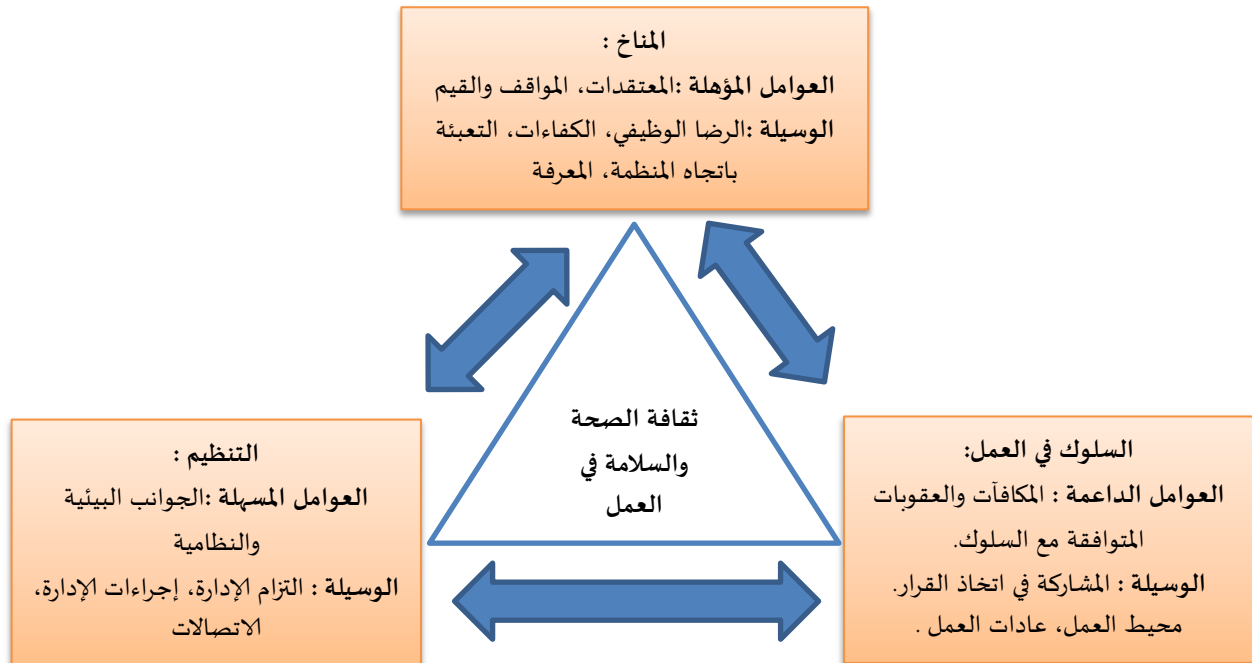 المناخ :
العوامل المؤهلة :المعتقدات، المواقف والقيم
الوسيلة :الرضا الوظيفي، الكفاءات، التعبئة
باتجاه المنظمة، المعرفة
ثقافة الصحة
والسلامة في
العمل
السلوك في العمل:
العوامل الداعمة : المكافآت والعقوبات
المتوافقة مع السلوك.
الوسيلة : المشاركة في اتخاذ القرار.
محيط العمل، عادات العمل .
التنظيم :
العوامل المسهلة :الجوانب البيئية
والنظامية
الوسيلة : التزام الإدارة، إجراءات الإدارة،
الاتصالات